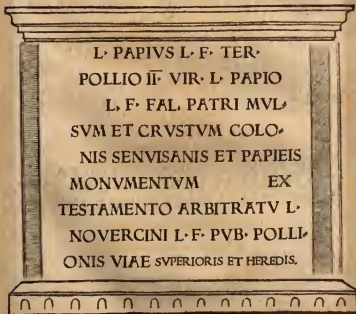 L· PAPIVS L· F· TER·
POLLIO II VIR· L· PAPIO
L. F· FAL. PATRI MVL·
SVM ET CRVSTVM COLO·
NIS SENVISANIS ET PAPIEIS
MONVMENTVM EX
TESTAMENTO ARBITRATV L·
NOVERCINI L· F· PVB· POLLI·
ONIS VIAE SVPERIORIS ET HEREDIS.